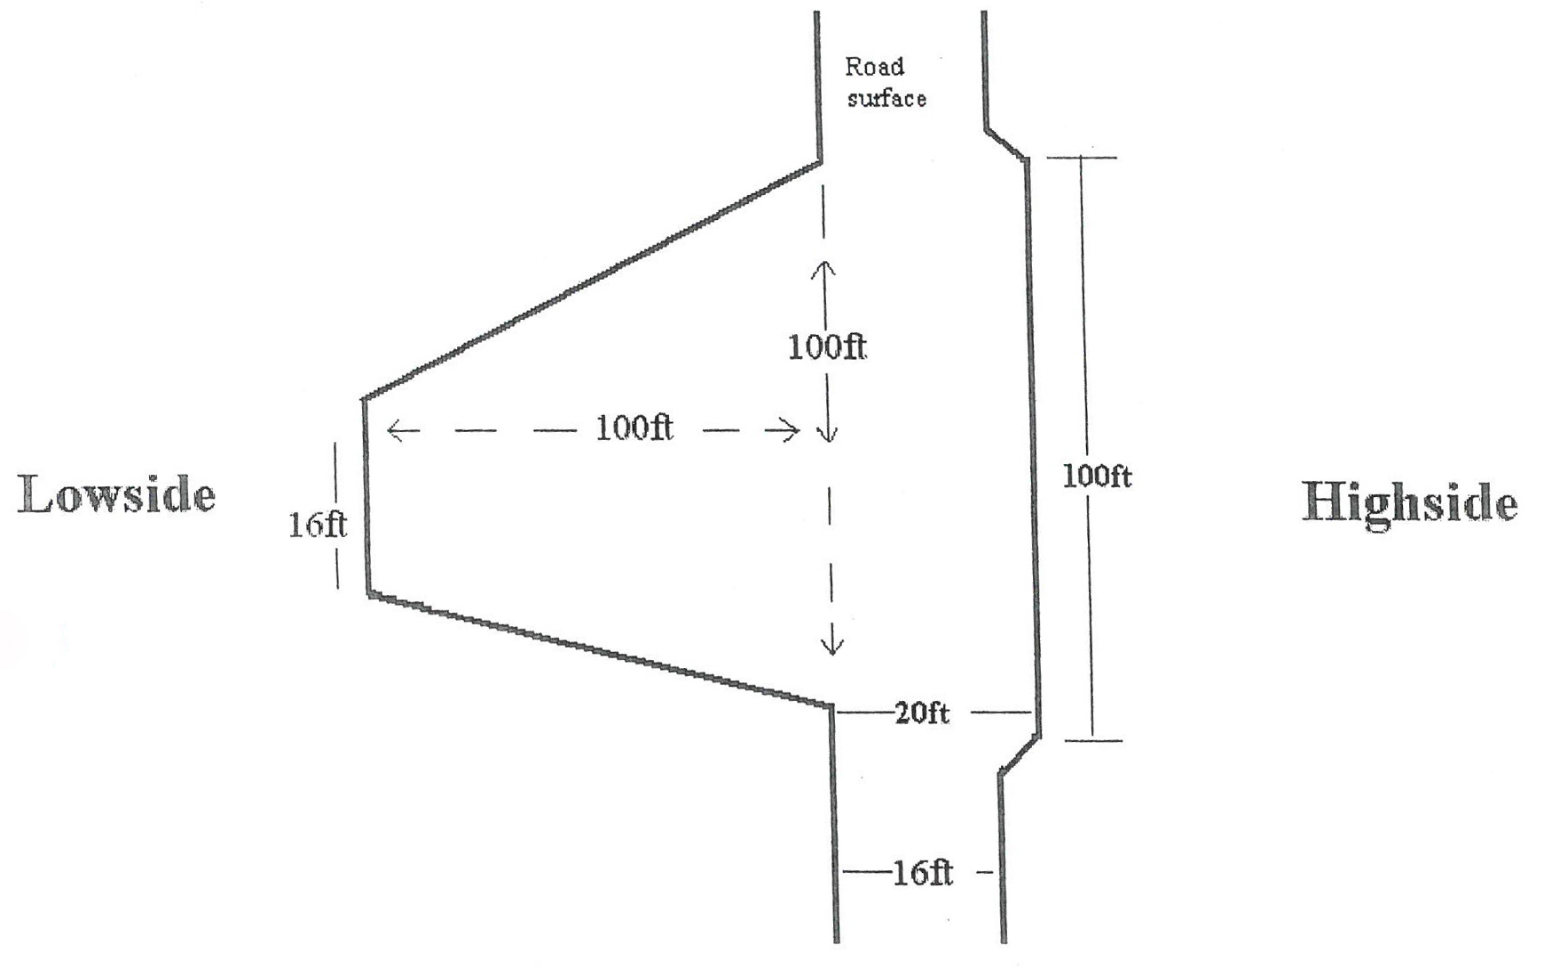 Road
surface
100ft
100ft
100ft
Lowside
Highside
16ft
20ft
16ft